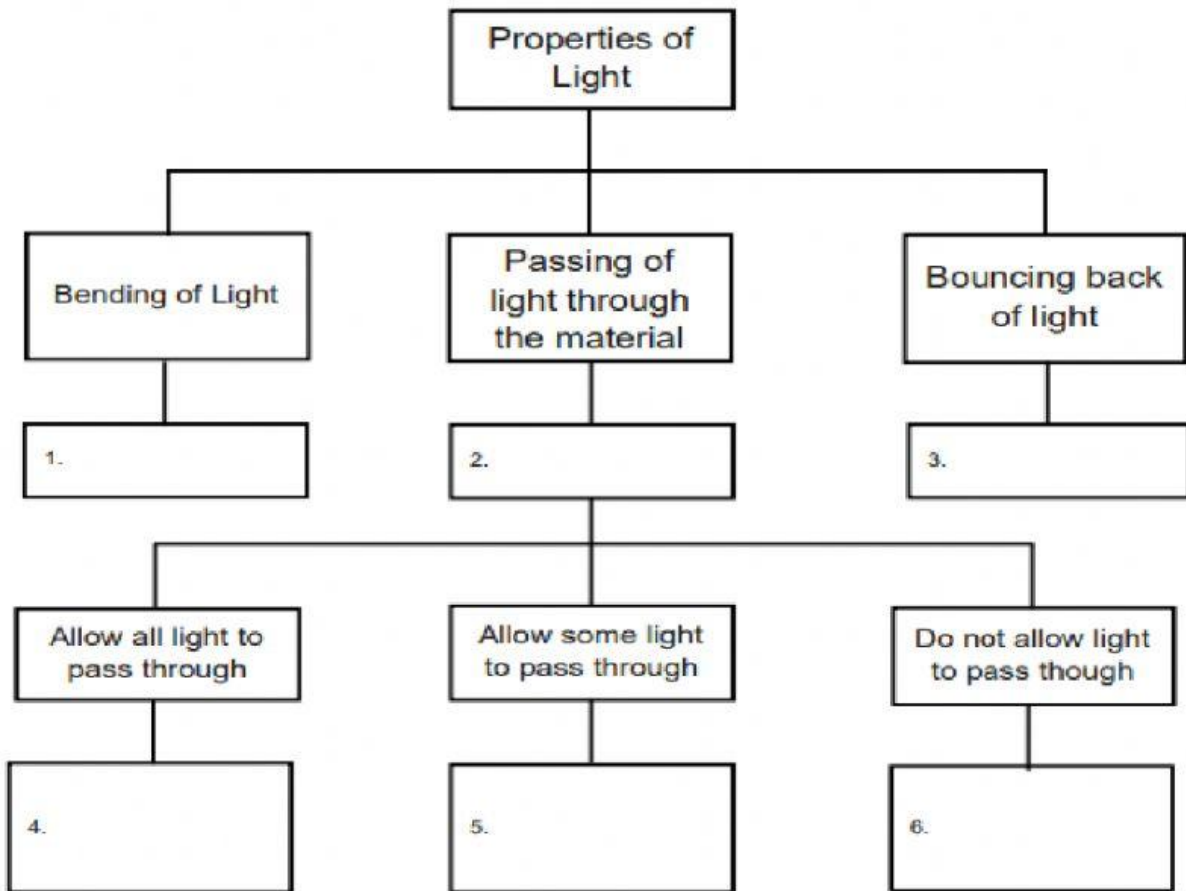 Properties of
Light
Bending of Light
Passing of
light through
the material
Bouncing back
of light
1.
2.
3.
Allow all light to
pass through
Allow some light
to pass through
Do not allow light
to pass though
4.
5.
6.